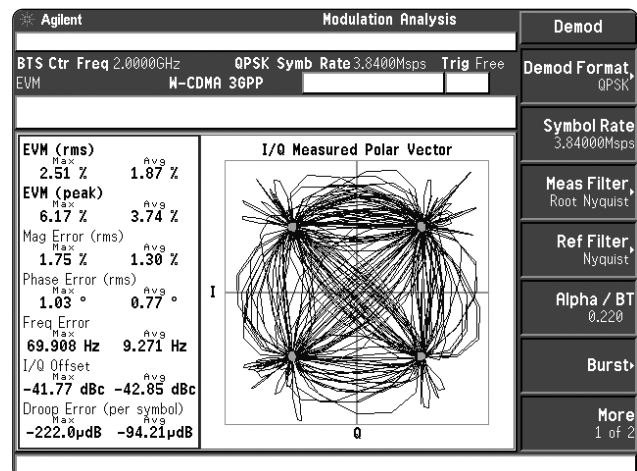 Agilent
Modulation Analysis
BTS Ctr Freq 2.0000GHz QPSK Symb Rate 3.8400Msps Trig Free
EVM W-CDMA 3GPP
EVM (rms)
Max Avg
2.51 % 1.87 %
EVM (peak)
Max Avg
6.17 % 3.74 %
Mag Error (rms)
Max Avg
1.75 % 1.30 %
Phase Error (rms)
Max Avg
1.03 ° 0.77 °
Freq Error
Max Avg
69.908 Hz 9.271 Hz
I/Q Offset
Max Avg
-41.77 dBc -42.85 dBc
Droop Error (per symbol)
Max Avg
-222.0µdB -94.21µdB
I/Q Measured Polar Vector
I
Q
Demod
Demod Format
QPSK
Symbol Rate
3.84000Msps
Meas Filter
Root Nyquist
Ref Filter
Nyquist
Alpha / BT
0.220
Burst
More
1 of 2